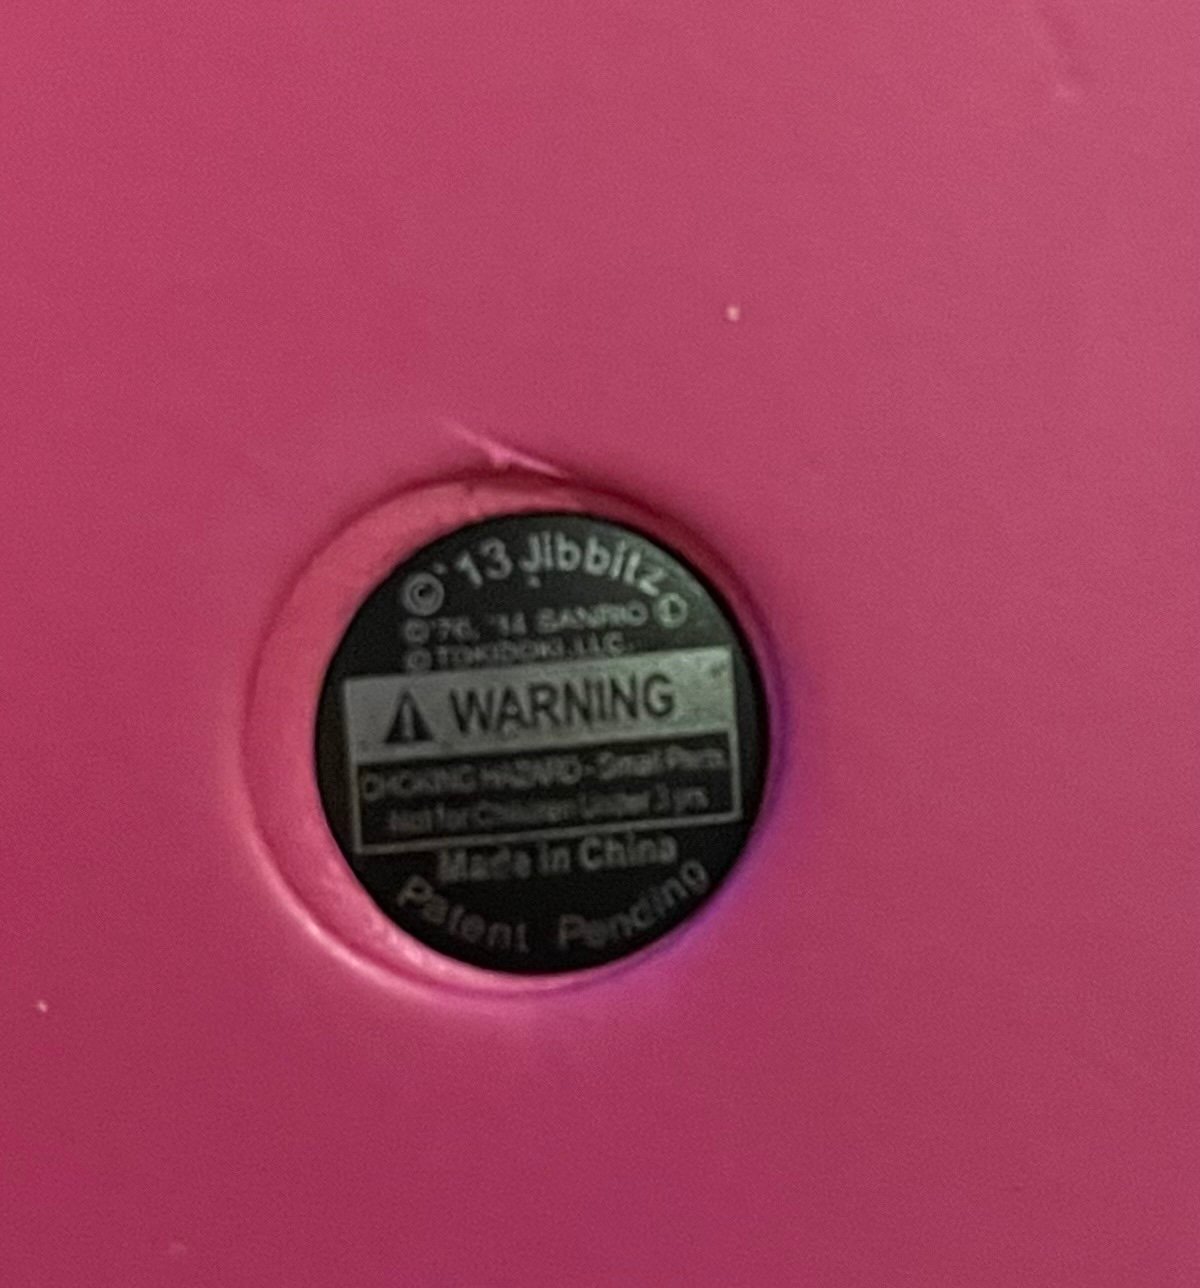 © '13 Jibbitz
© '76, '14 SANRIO
© TOKIDOKI, LLC.
WARNING
CHOKING HAZARD - Small Parts
Not for Children Under 3 yrs
Made in China
Patent Pending